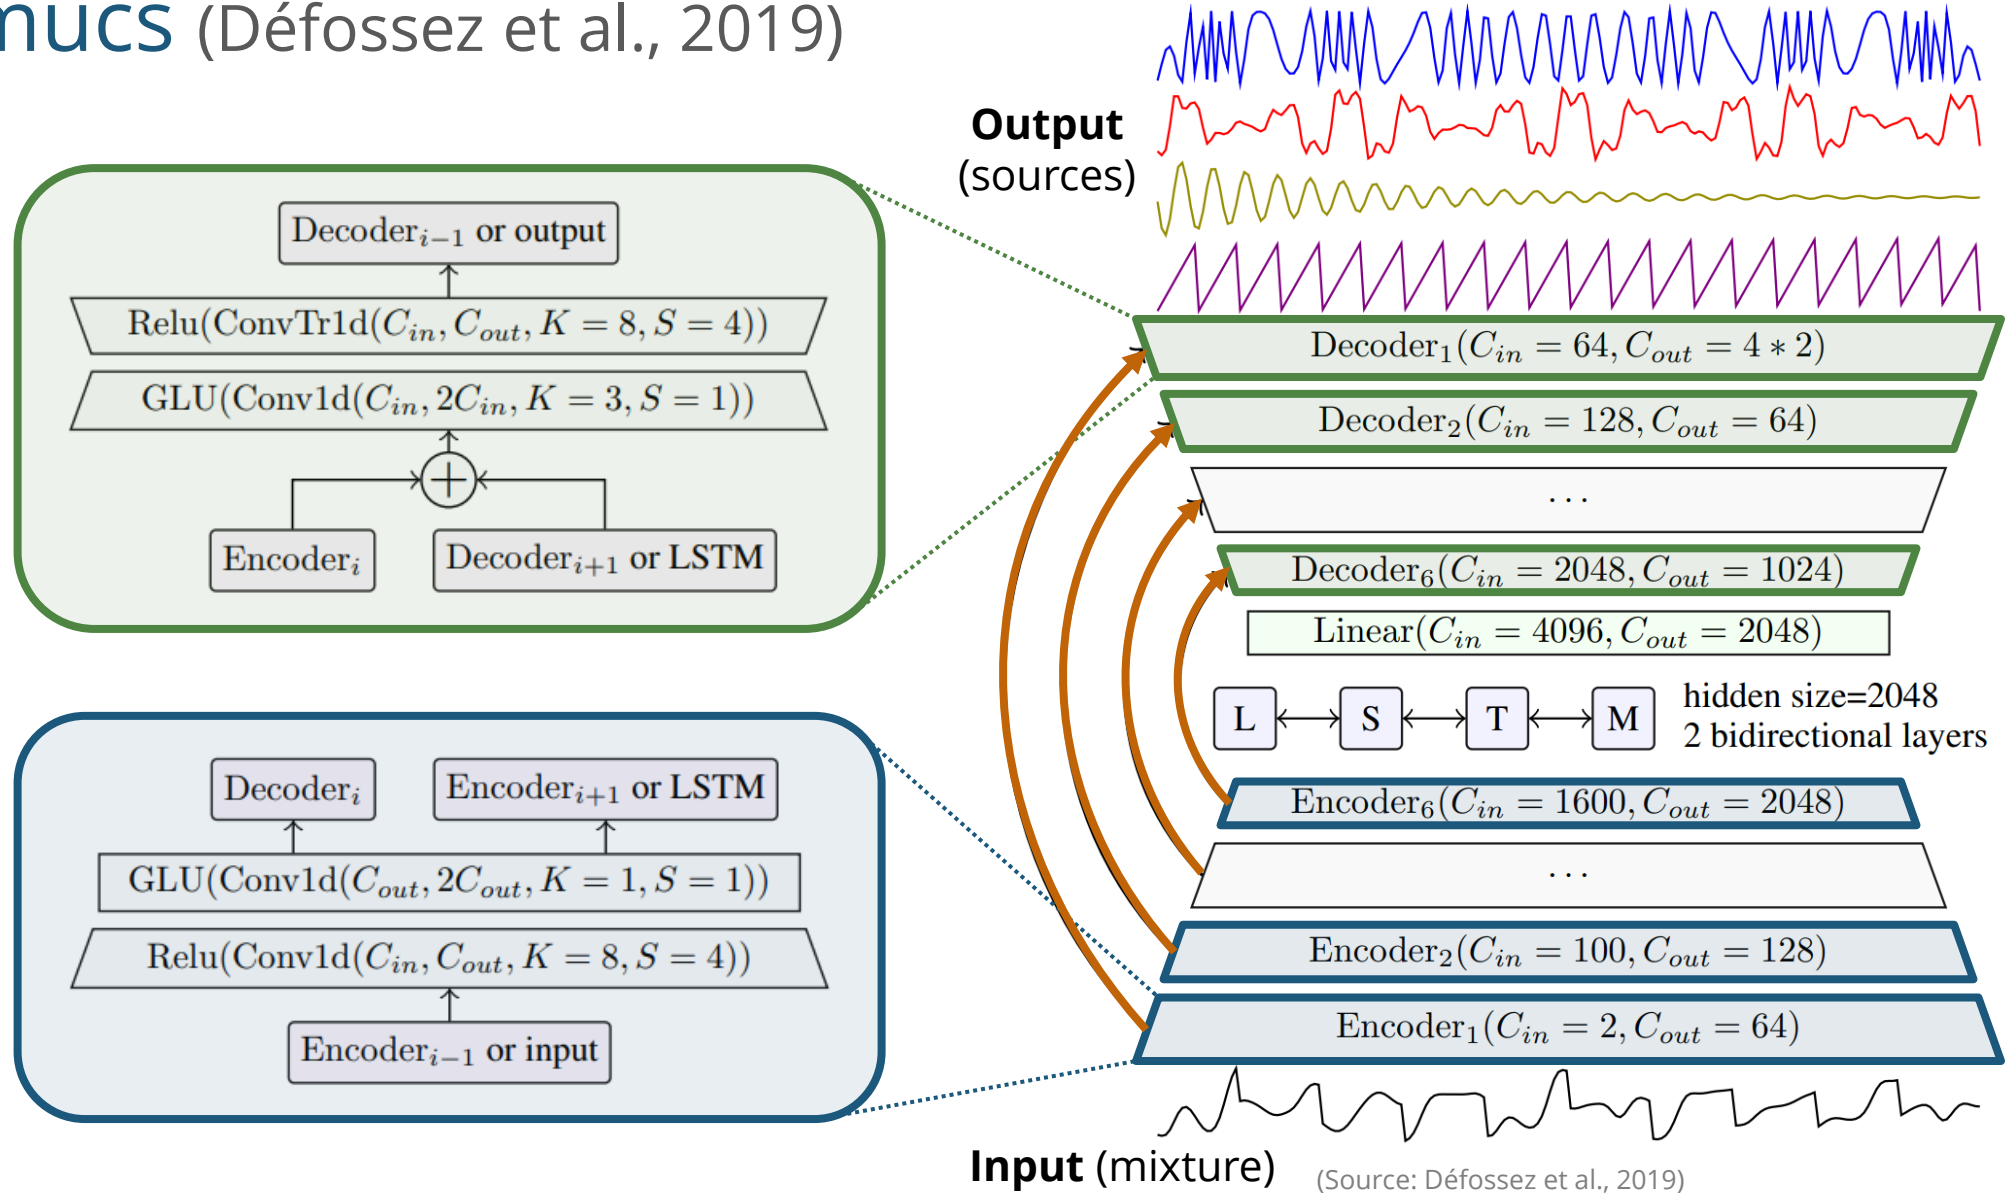 mucs (Défossez et al., 2019)
Output
(sources)
Decoder_{i−1} or output
Relu(ConvTr1d(C_{in}, C_{out}, K = 8, S = 4))
GLU(Conv1d(C_{in}, 2C_{in}, K = 3, S = 1))
+
Encoder_i
Decoder_{i+1} or LSTM
Decoder_i
Encoder_{i+1} or LSTM
GLU(Conv1d(C_{out}, 2C_{out}, K = 1, S = 1))
Relu(Conv1d(C_{in}, C_{out}, K = 8, S = 4))
Encoder_{i−1} or input
Decoder_1(C_{in} = 64, C_{out} = 4 ∗ 2)
Decoder_2(C_{in} = 128, C_{out} = 64)
...
Decoder_6(C_{in} = 2048, C_{out} = 1024)
Linear(C_{in} = 4096, C_{out} = 2048)
L S T M
hidden size=2048
2 bidirectional layers
Encoder_6(C_{in} = 1600, C_{out} = 2048)
...
Encoder_2(C_{in} = 100, C_{out} = 128)
Encoder_1(C_{in} = 2, C_{out} = 64)
Input (mixture)
(Source: Défossez et al., 2019)